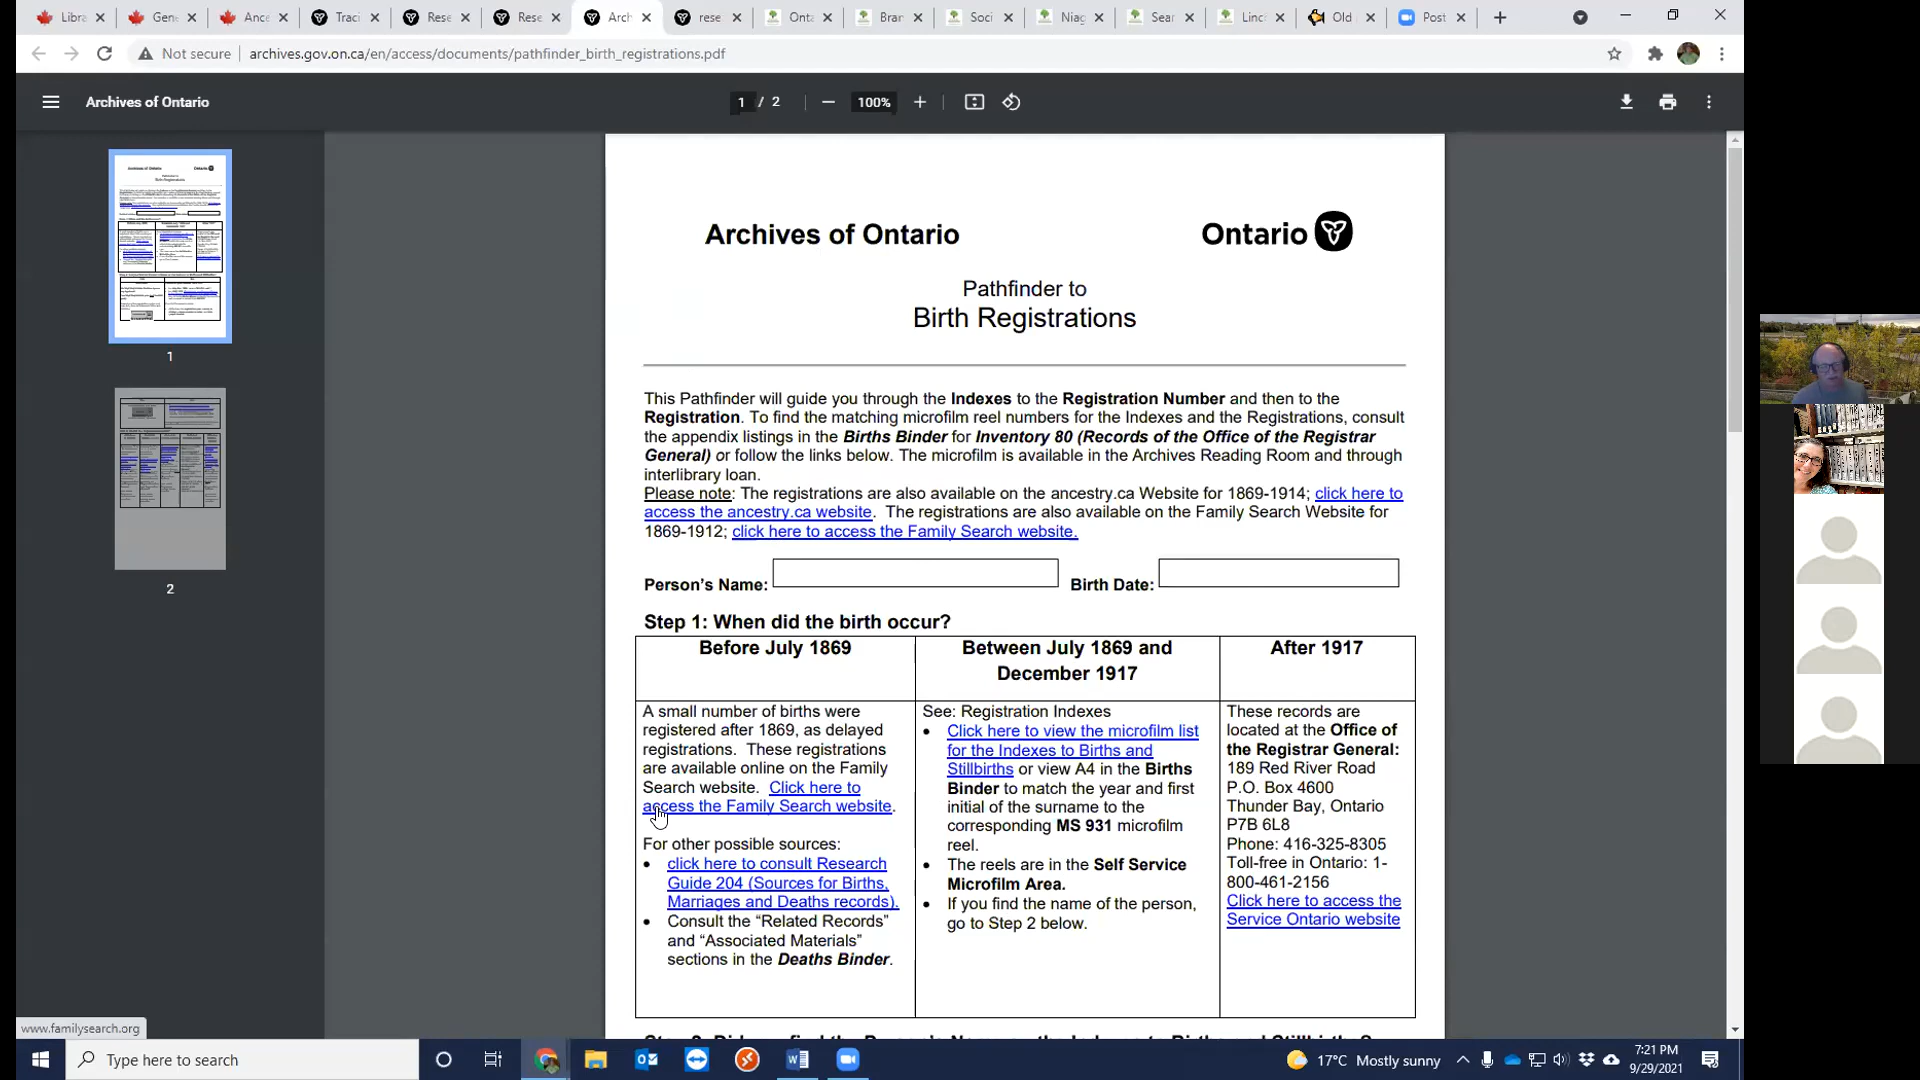 Libra
Gene
Ance
Traci
Rese
Rese
Arch
rese
Onta
Bran
Soci
Niag
Sear
Linc
Old
Post
Not secure
archives.gov.on.ca/en/access/documents/pathfinder_birth_registrations.pdf
Archives of Ontario
1 / 2
100%
1
2
Archives of Ontario
Ontario
Pathfinder to
Birth Registrations
This Pathfinder will guide you through the Indexes to the Registration Number and then to the
Registration. To find the matching microfilm reel numbers for the Indexes and the Registrations, consult
the appendix listings in the Births Binder for Inventory 80 (Records of the Office of the Registrar
General) or follow the links below. The microfilm is available in the Archives Reading Room and through
interlibrary loan.
Please note: The registrations are also available on the ancestry.ca Website for 1869-1914; click here to
access the ancestry.ca website. The registrations are also available on the Family Search Website for
1869-1912; click here to access the Family Search website.
Person's Name:
Birth Date:
Step 1: When did the birth occur?
Before July 1869
A small number of births were
registered after 1869, as delayed
registrations. These registrations
are available online on the Family
Search website. Click here to
access the Family Search website.
For other possible sources:
• click here to consult Research
Guide 204 (Sources for Births,
Marriages and Deaths records).
• Consult the “Related Records”
and “Associated Materials”
sections in the Deaths Binder.
Between July 1869 and
December 1917
See: Registration Indexes
• Click here to view the microfilm list
for the Indexes to Births and
Stillbirths or view A4 in the Births
Binder to match the year and first
initial of the surname to the
corresponding MS 931 microfilm
reel.
• The reels are in the Self Service
Microfilm Area.
• If you find the name of the person,
go to Step 2 below.
After 1917
These records are
located at the Office of
the Registrar General:
189 Red River Road
P.O. Box 4600
Thunder Bay, Ontario
P7B 6L8
Phone: 416-325-8305
Toll-free in Ontario: 1-
800-461-2156
Click here to access the
Service Ontario website
www.familysearch.org
Type here to search
17°C Mostly sunny
7:21 PM
9/29/2021